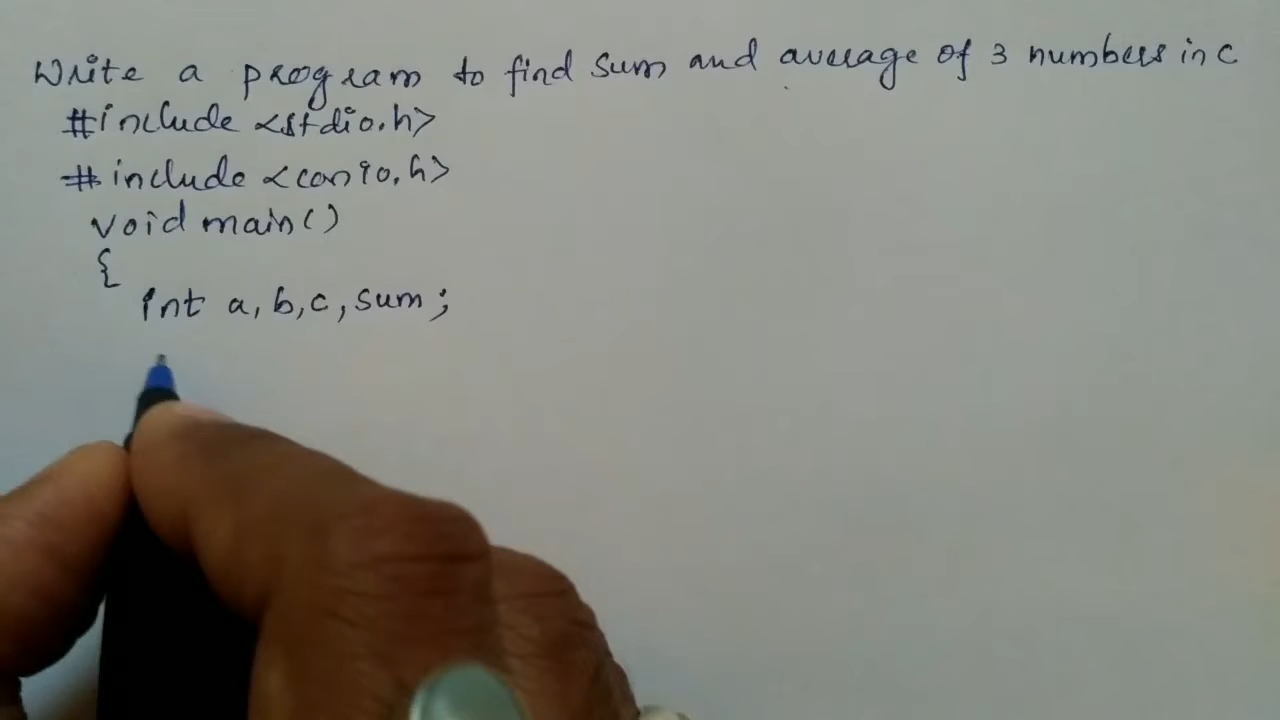 Write a program to find sum and average of 3 numbers in c
#include <stdio.h>
#include <conio.h>
void main()
{
int a, b, c, sum;